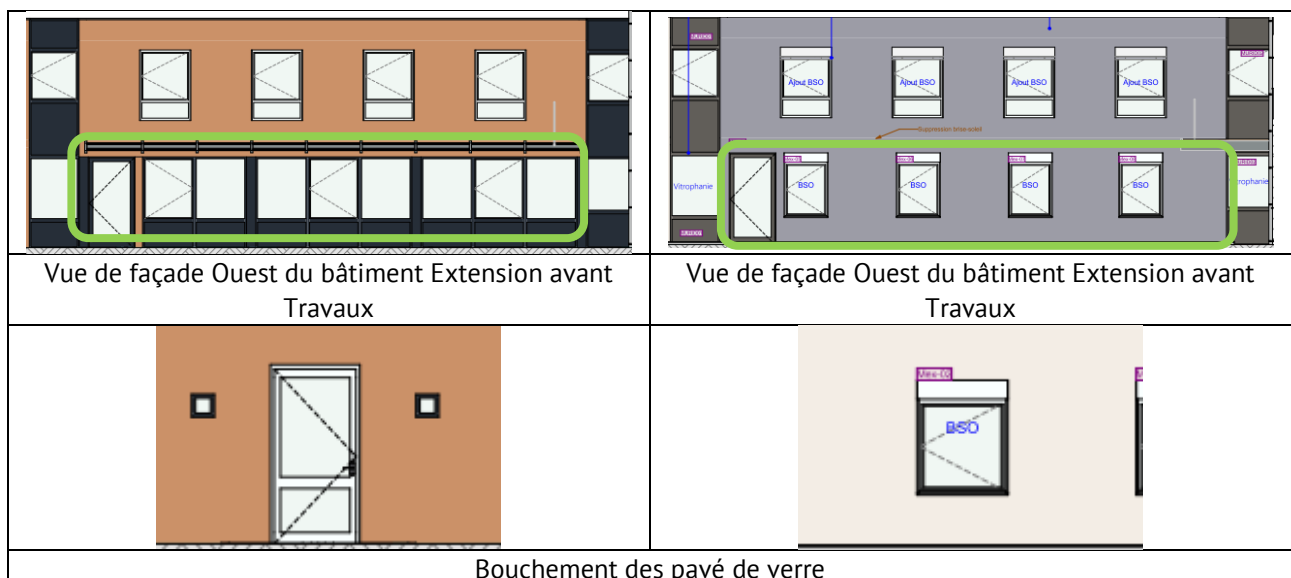 Ajout BSO
Ajout BSO
Ajout BSO
Ajout BSO
Suppression brise-soleil
Vitrophanie
BSO
BSO
BSO
BSO
rophanie
Vue de façade Ouest du bâtiment Extension avant
Travaux
Vue de façade Ouest du bâtiment Extension avant
Travaux
BSO
Bouchement des pavé de verre